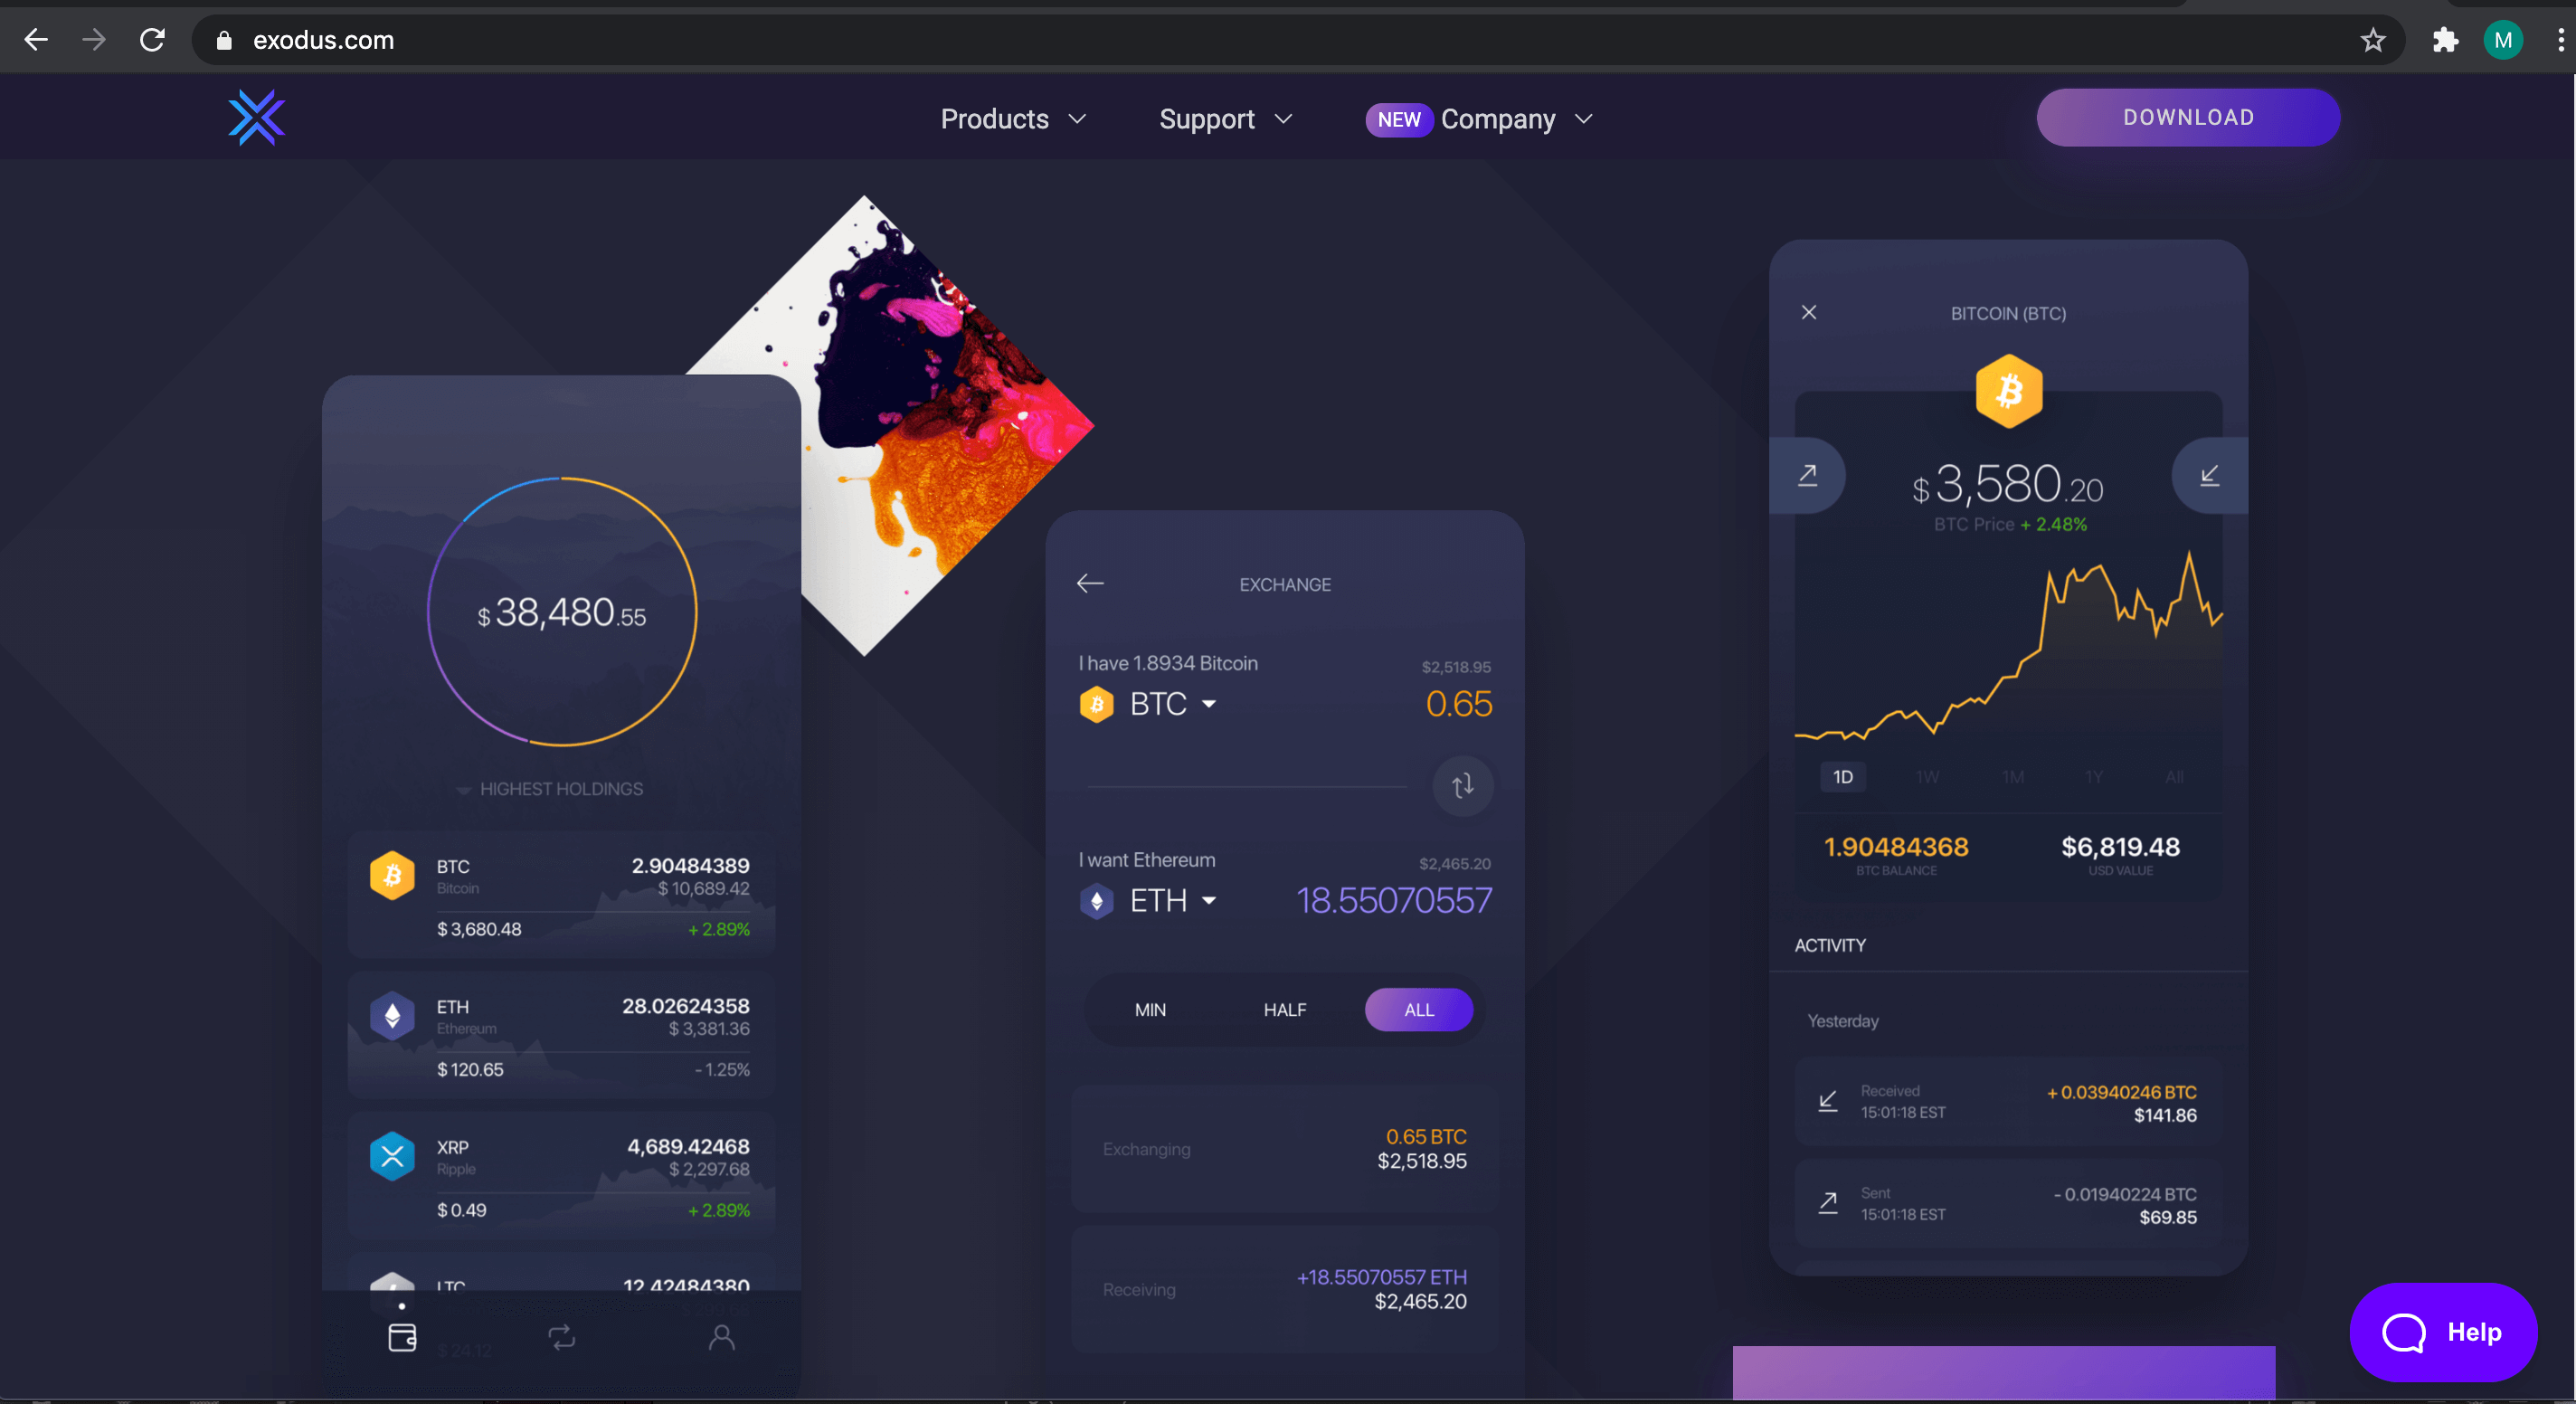 exodus.com
M
Products
Support
NEW Company
DOWNLOAD
$38,480.55
HIGHEST HOLDINGS
BTC 2.90484389
Bitcoin $10,689.42
$3,680.48 +2.89%
ETH 28.02624358
Ethereum $3,381.36
$120.65 -1.25%
XRP 4,689.42468
Ripple $2,297.68
$0.49 +2.89%
LTC 12.42484380
$24.12
EXCHANGE
I have 1.8934 Bitcoin $2,518.95
BTC 0.65
I want Ethereum $2,465.20
ETH 18.55070557
MIN HALF ALL
Exchanging 0.65 BTC
$2,518.95
Receiving +18.55070557 ETH
$2,465.20
BITCOIN (BTC)
$3,580.20
BTC Price + 2.48%
1D 1W 1M 1Y All
1.90484368 $6,819.48
BTC BALANCE USD VALUE
ACTIVITY
Yesterday
Received + 0.03940246 BTC
15:01:18 EST $141.86
Sent - 0.01940224 BTC
15:01:18 EST $69.85
Help